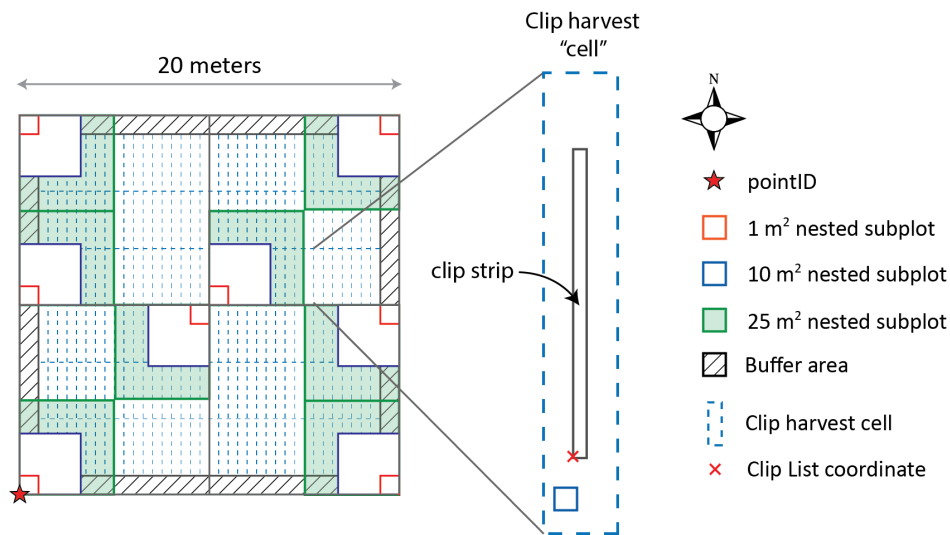 Clip harvest
“cell”
20 meters
N
pointID
1 m² nested subplot
10 m² nested subplot
clip strip
25 m² nested subplot
Buffer area
Clip harvest cell
Clip List coordinate